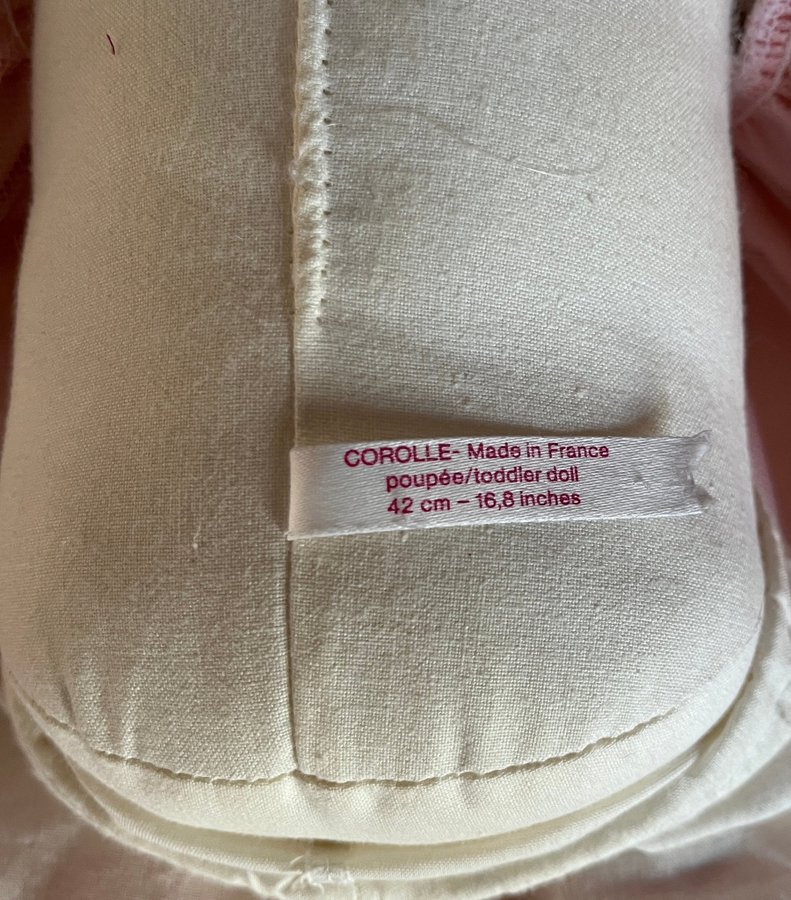 COROLLE- Made in France
poupée/toddler doll
42 cm – 16,8 inches